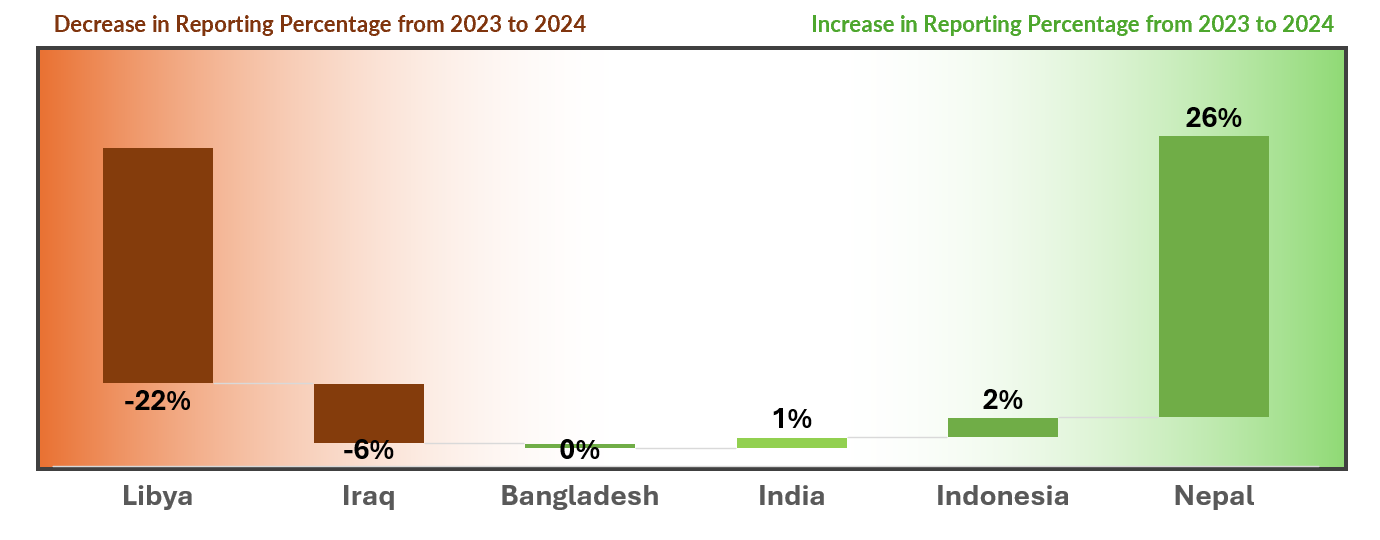 Decrease in Reporting Percentage from 2023 to 2024
Increase in Reporting Percentage from 2023 to 2024
26%
-22%
-6%
0%
1%
2%
Libya
Iraq
Bangladesh
India
Indonesia
Nepal